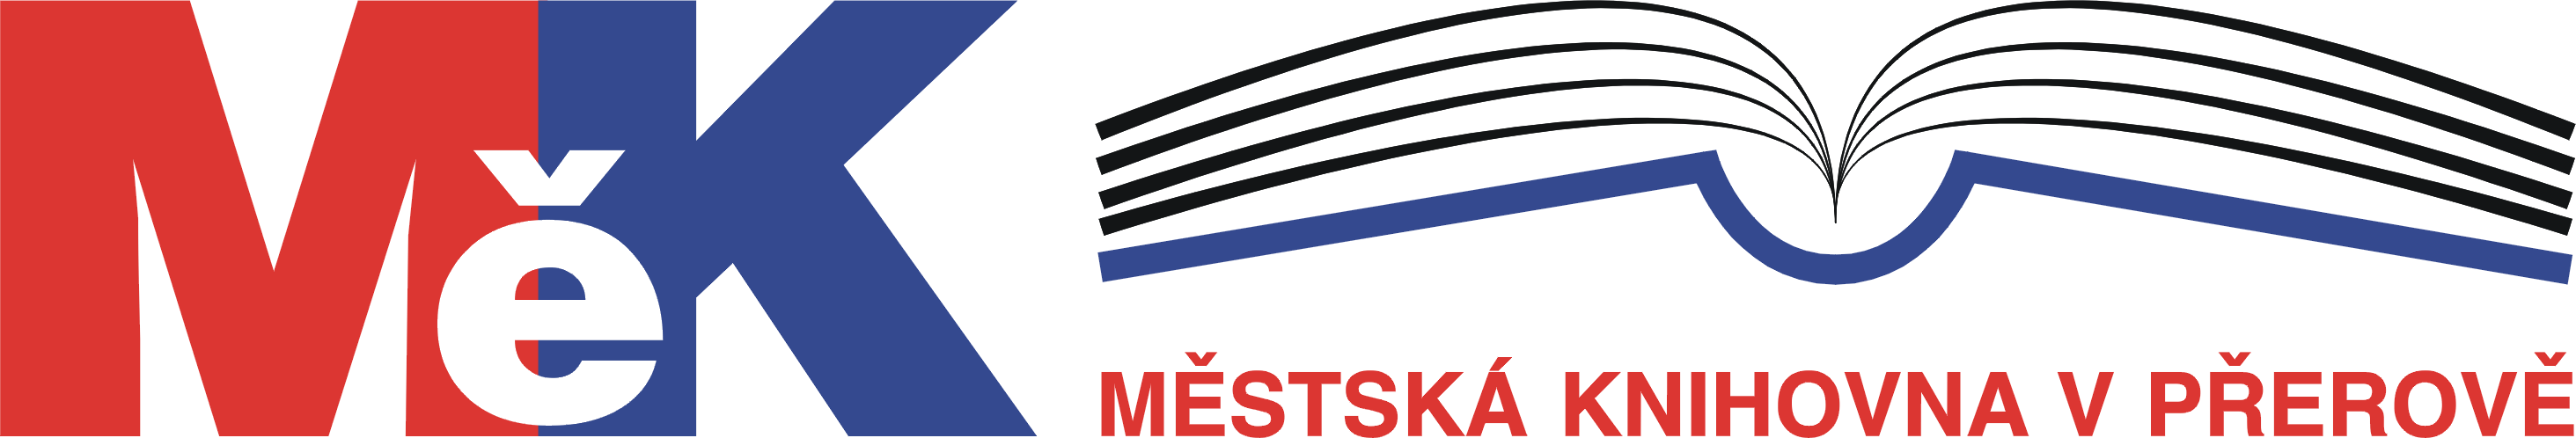 MěK
MĚSTSKÁ KNIHOVNA V PŘEROVĚ